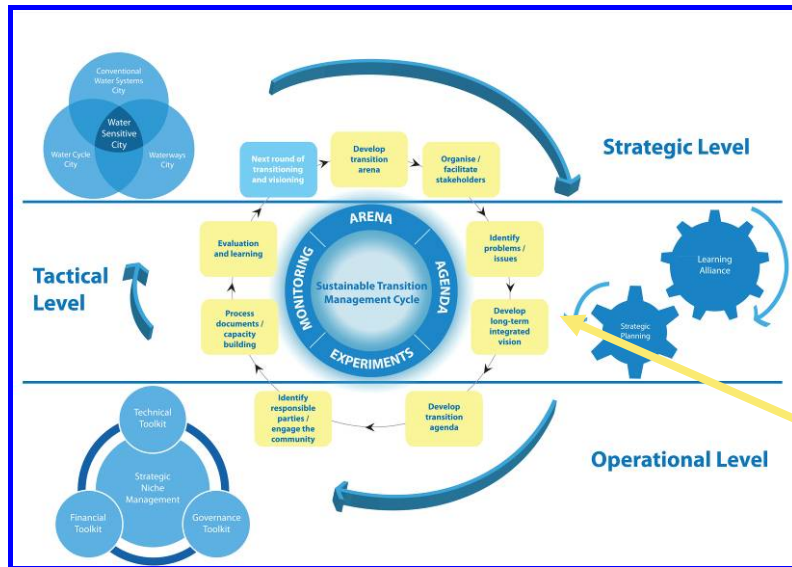 Conventional
Water Systems
City
Water
Sensitive
City
Water Cycle
City
Waterways
City
Strategic Level
Next round of
transitioning
and visioning
Develop
transition
arena
Organise /
facilitate
stakeholders
Tactical
Level
Evaluation
and learning
Process
documents /
capacity
building
ARENA
AGENDA
EXPERIMENTS
MONITORING
Sustainable Transition
Management Cycle
Identify
problems /
issues
Develop
long-term
integrated
vision
Learning
Alliance
Strategic
Planning
Identify
responsible
parties /
engage the
community
Develop
transition
agenda
Operational Level
Technical
Toolkit
Strategic
Niche
Management
Financial
Toolkit
Governance
Toolkit